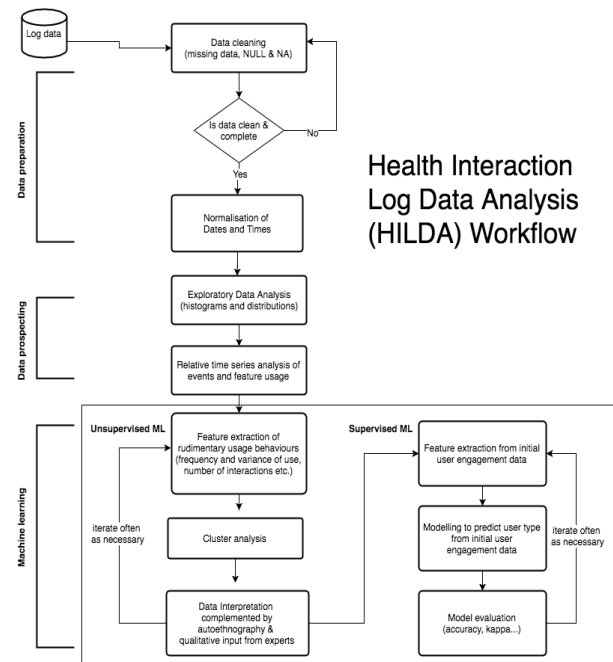 Log data
Data cleaning
(missing data, NULL & NA)
Is data clean &
complete
No
Yes
Normalisation of
Dates and Times
Data preparation
Health Interaction
Log Data Analysis
(HILDA) Workflow
Exploratory Data Analysis
(histograms and distributions)
Relative time series analysis of
events and feature usage
Data prospecting
Machine learning
Unsupervised ML
Feature extraction of
rudimentary usage behaviours
(frequency and variance of use,
number of interactions etc.)
iterate often
as necessary
Cluster analysis
Data Interpretation
complemented by
autoethnography &
qualitative input from experts
Supervised ML
Feature extraction from initial
user engagement data
Modelling to predict user type
from initial user engagement
data
iterate often
as necessary
Model evaluation
(accuracy, kappa...)